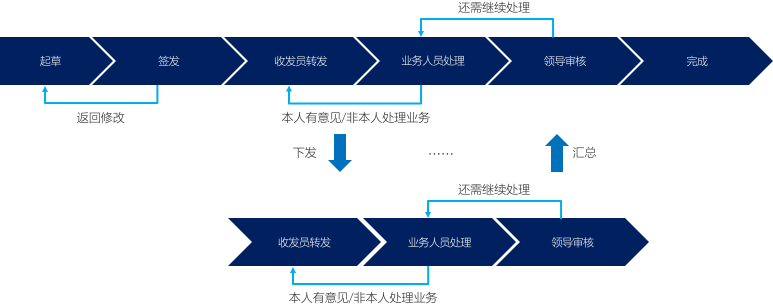 还需继续处理
起草
签发
收发员转发
业务人员处理
领导审核
完成
返回修改
本人有意见/非本人处理业务
下发
……
汇总
还需继续处理
收发员转发
业务人员处理
领导审核
本人有意见/非本人处理业务